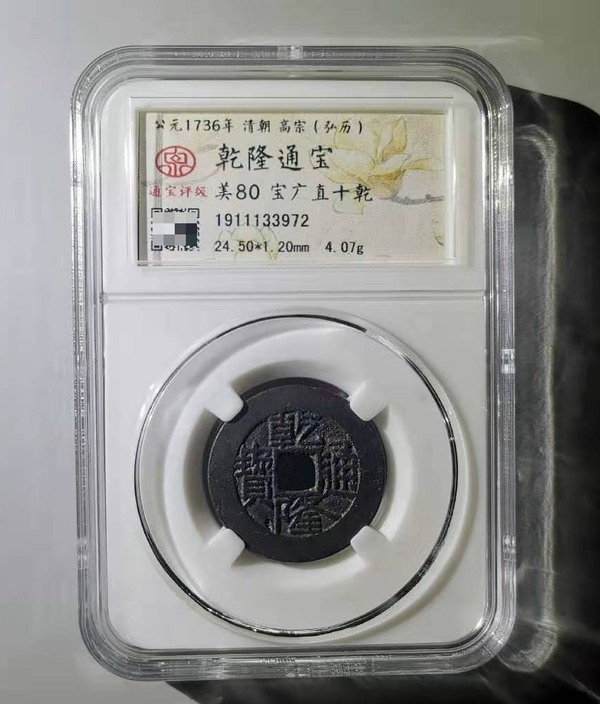 公元1736年 清朝 高宗(弘历)
乾隆通宝
通宝评级 美80 宝广直十乾
1911133972
24.50*1.20mm 4.07g
乾隆通寳